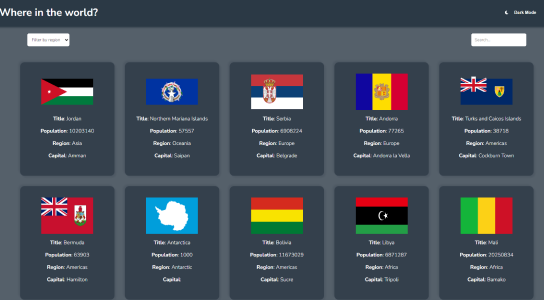 Where in the world?
Dark Mode
Filter by region
Search...
Title: Jordan
Population: 10203140
Region: Asia
Capital: Amman
Title: Northern Mariana Islands
Population: 57557
Region: Oceania
Capital: Saipan
Title: Serbia
Population: 6908224
Region: Europe
Capital: Belgrade
Title: Andorra
Population: 77265
Region: Europe
Capital: Andorra la Vella
Title: Turks and Caicos Islands
Population: 38718
Region: Americas
Capital: Cockburn Town
Title: Bermuda
Population: 63903
Region: Americas
Capital: Hamilton
Title: Antarctica
Population: 1000
Region: Antarctic
Capital:
Title: Bolivia
Population: 11673029
Region: Americas
Capital: Sucre
Title: Libya
Population: 6871287
Region: Africa
Capital: Tripoli
Title: Mali
Population: 20250834
Region: Africa
Capital: Bamako